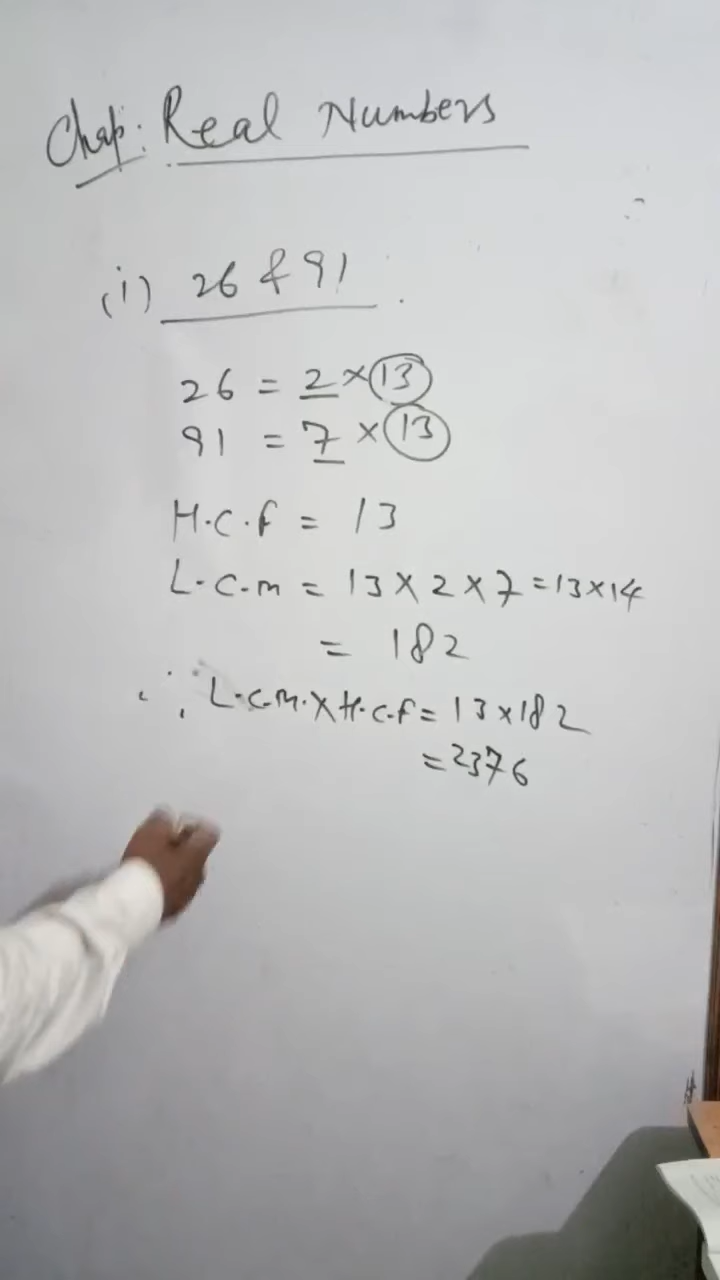 Chap: Real Numbers
(i) 26 & 91
26 = 2 × 13
91 = 7 × 13
H.C.f = 13
L.C.m = 13 × 2 × 7 = 13 × 14
= 182
∴ L.C.M. × H.C.f = 13 × 182
= 2376